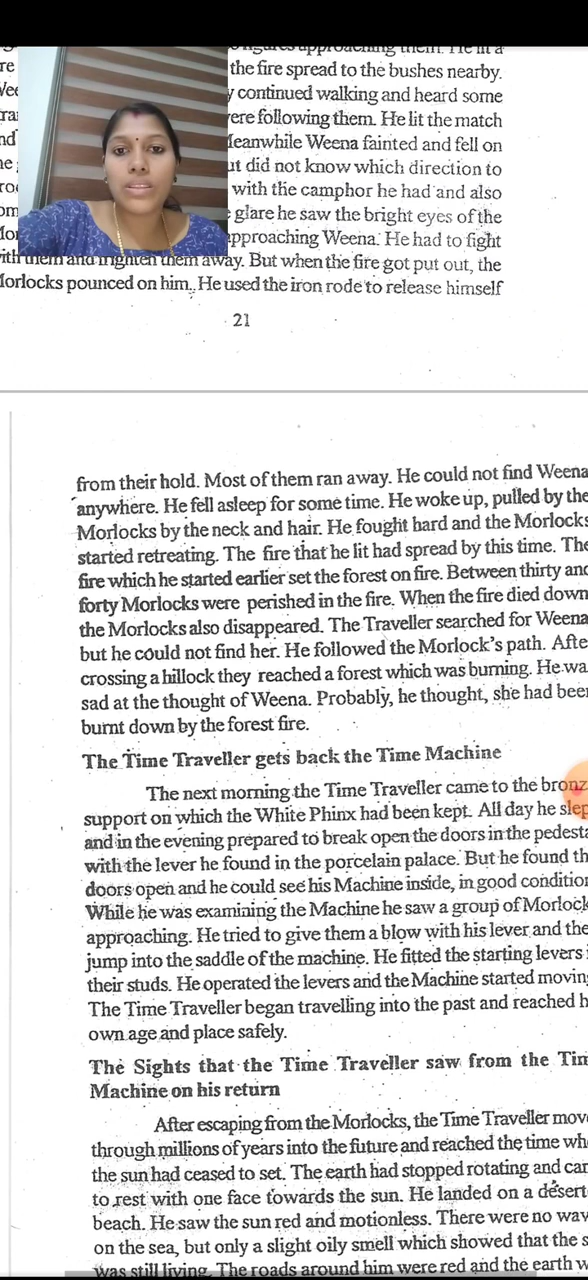 the fire spread to the bushes nearby.
continued walking and heard some
were following them. He lit the match
Meanwhile Weena fainted and fell on
did not know which direction to
with the camphor he had and also
glare he saw the bright eyes of the
approaching Weena. He had to fight
with them and frighten them away. But when the fire got put out, the
Morlocks pounced on him. He used the iron rode to release himself
21
from their hold. Most of them ran away. He could not find Weena
anywhere. He fell asleep for some time. He woke up, pulled by the
Morlocks by the neck and hair. He fought hard and the Morlocks
started retreating. The fire that he lit had spread by this time. The
fire which he started earlier set the forest on fire. Between thirty and
forty Morlocks were perished in the fire. When the fire died down
the Morlocks also disappeared. The Traveller searched for Weena
but he could not find her. He followed the Morlock's path. Afte
crossing a hillock they reached a forest which was burning. He wa
sad at the thought of Weena. Probably, he thought, she had been
burnt down by the forest fire.
The Time Traveller gets back the Time Machine
The next morning the Time Traveller came to the bronz
support on which the White Phinx had been kept. All day he slep
and in the evening prepared to break open the doors in the pedesta
with the lever he found in the porcelain palace. But he found th
doors open and he could see his Machine inside, in good condition
While he was examining the Machine he saw a group of Morlock
approaching. He tried to give them a blow with his lever and the
jump into the saddle of the machine. He fitted the starting levers i
their studs. He operated the levers and the Machine started moving
The Time Traveller began travelling into the past and reached h
own age and place safely.
The Sights that the Time Traveller saw from the Tim
Machine on his return
After escaping from the Morlocks, the Time Traveller move
through millions of years into the future and reached the time whe
the sun had ceased to set. The earth had stopped rotating and cam
to rest with one face towards the sun. He landed on a desert
beach. He saw the sun red and motionless. There were no wav
on the sea, but only a slight oily smell which showed that the s
was still living. The roads around him were red and the earth